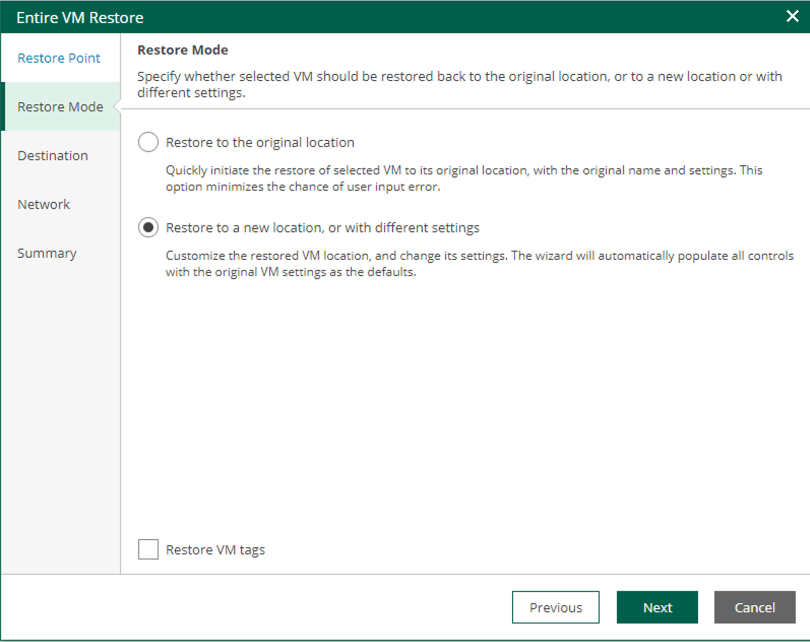 Entire VM Restore
Restore Point
Restore Mode
Destination
Network
Summary
Restore Mode
Specify whether selected VM should be restored back to the original location, or to a new location or with
different settings.
Restore to the original location
Quickly initiate the restore of selected VM to its original location, with the original name and settings. This
option minimizes the chance of user input error.
Restore to a new location, or with different settings
Customize the restored VM location, and change its settings. The wizard will automatically populate all controls
with the original VM settings as the defaults.
Restore VM tags
Previous
Next
Cancel